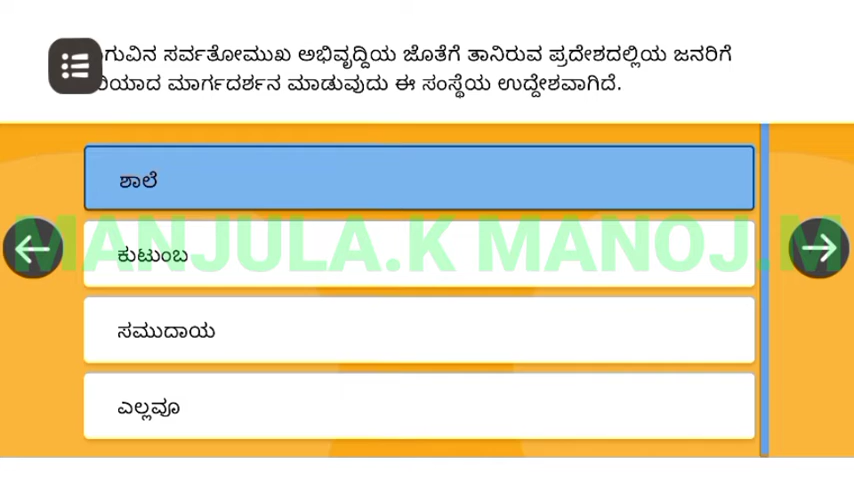 ಸರ್ವತೋಮುಖ ಅಭಿವೃದ್ದಿಯ ಜೊತೆಗೆ ತಾನಿರುವ ಪ್ರದೇಶದಲ್ಲಿಯ ಜನರಿಗೆ
ಮಾರ್ಗದರ್ಶನ ಮಾಡುವುದು ಈ ಸಂಸ್ಥೆಯ ಉದ್ದೇಶವಾಗಿದೆ.
ಶಾಲೆ
ಕುಟುಂಬ
MANJULA.K MANOJ.M
ಸಮುದಾಯ
ಎಲ್ಲವೂ